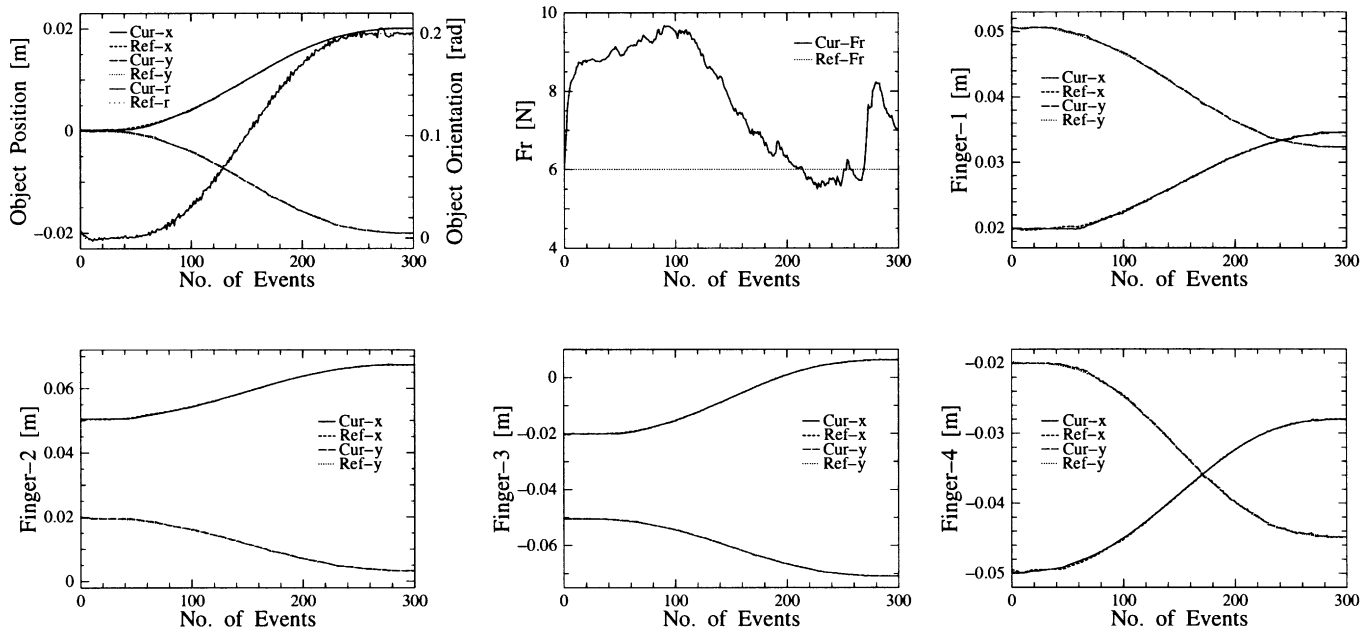 Object Position [m]
0.02
0
−0.02
Cur−x
Ref−x
Cur−y
Ref−y
Cur−r
Ref−r
0.2
0.1
0
Object Orientation [rad]
0 100 200 300
No. of Events
Fr [N]
10
8
6
4
Cur−Fr
Ref−Fr
0 100 200 300
No. of Events
Finger−1 [m]
0.05
0.04
0.03
0.02
Cur−x
Ref−x
Cur−y
Ref−y
0 100 200 300
No. of Events
Finger−2 [m]
0.06
0.04
0.02
0
Cur−x
Ref−x
Cur−y
Ref−y
0 100 200 300
No. of Events
Finger−3 [m]
0
−0.02
−0.04
−0.06
Cur−x
Ref−x
Cur−y
Ref−y
0 100 200 300
No. of Events
Finger−4 [m]
−0.02
−0.03
−0.04
−0.05
Cur−x
Ref−x
Cur−y
Ref−y
0 100 200 300
No. of Events